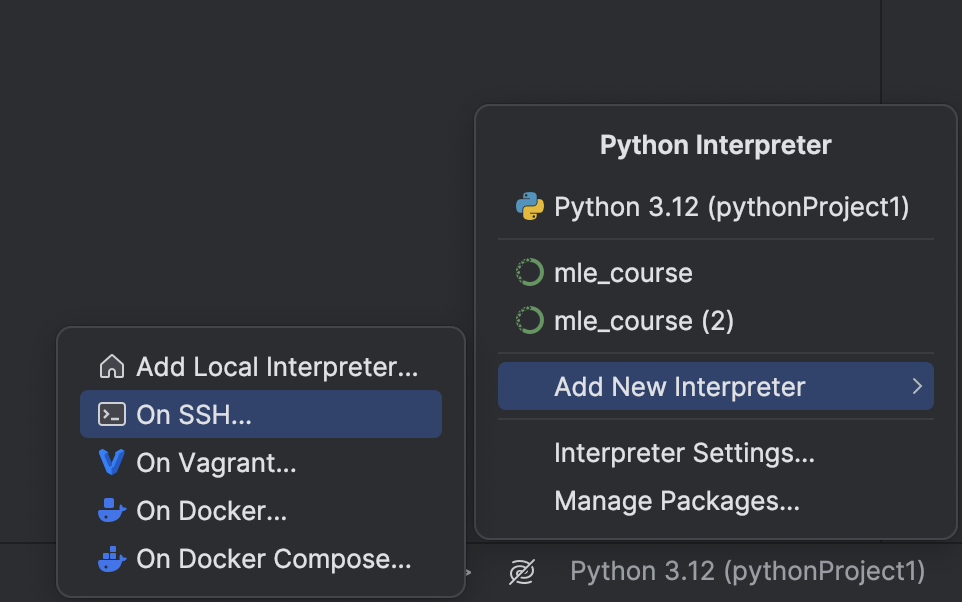 Python Interpreter
Python 3.12 (pythonProject1)
mle_course
mle_course (2)
Add New Interpreter
Interpreter Settings...
Manage Packages...
Add Local Interpreter...
On SSH...
On Vagrant...
On Docker...
On Docker Compose...
Python 3.12 (pythonProject1)